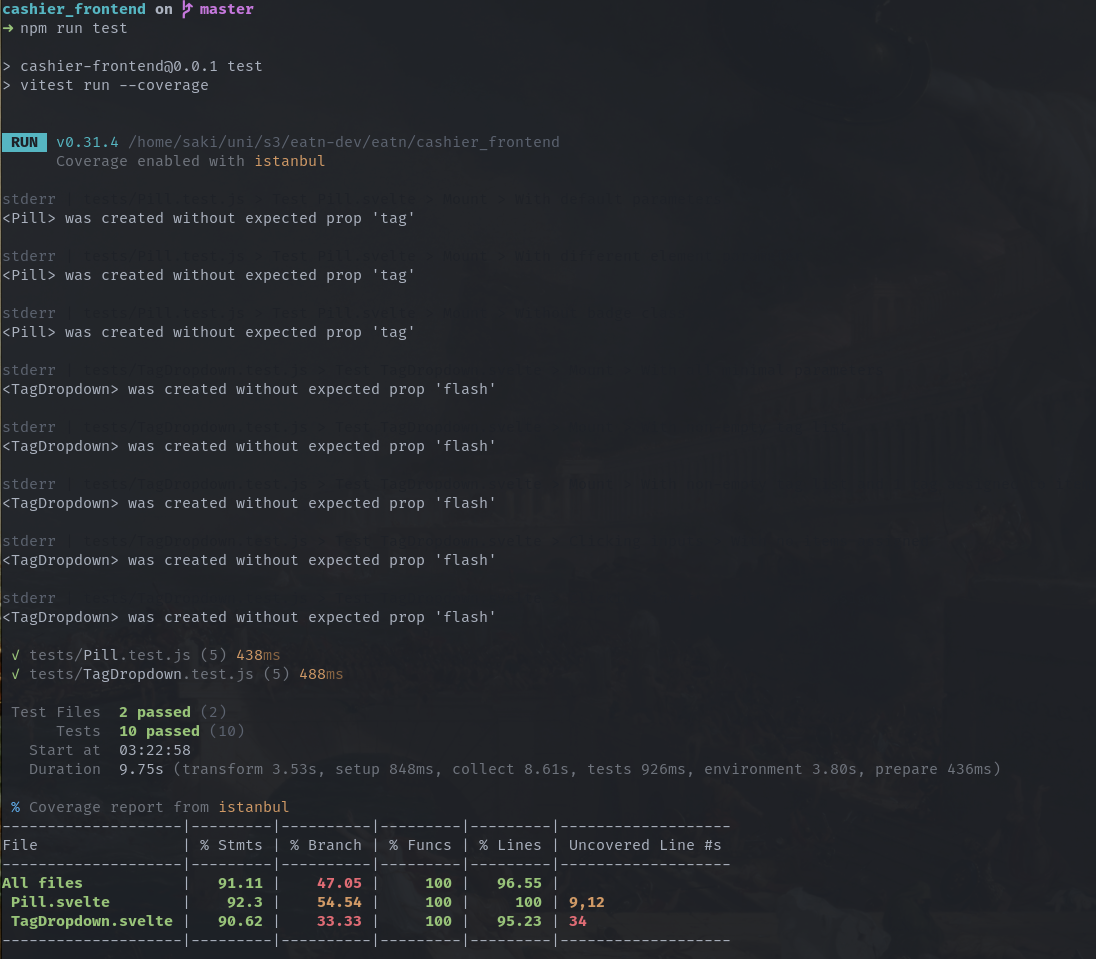 cashier_frontend on master
→ npm run test
> cashier-frontend@0.0.1 test
> vitest run --coverage
RUN v0.31.4 /home/saki/uni/s3/eatn-dev/eatn/cashier_frontend
Coverage enabled with istanbul
stderr
<Pill> was created without expected prop 'tag'
stderr
<Pill> was created without expected prop 'tag'
stderr
<Pill> was created without expected prop 'tag'
stderr
<TagDropdown> was created without expected prop 'flash'
stderr
<TagDropdown> was created without expected prop 'flash'
stderr
<TagDropdown> was created without expected prop 'flash'
stderr
<TagDropdown> was created without expected prop 'flash'
stderr
<TagDropdown> was created without expected prop 'flash'
√ tests/Pill.test.js (5) 438ms
√ tests/TagDropdown.test.js (5) 488ms
Test Files 2 passed (2)
Tests 10 passed (10)
Start at 03:22:58
Duration 9.75s (transform 3.53s, setup 848ms, collect 8.61s, tests 926ms, environment 3.80s, prepare 436ms)
% Coverage report from istanbul
--------------------|---------|----------|---------|---------|-------------------
File | % Stmts | % Branch | % Funcs | % Lines | Uncovered Line #s
--------------------|---------|----------|---------|---------|-------------------
All files | 91.11 | 47.05 | 100 | 96.55 |
Pill.svelte | 92.3 | 54.54 | 100 | 100 | 9,12
TagDropdown.svelte | 90.62 | 33.33 | 100 | 95.23 | 34
--------------------|---------|----------|---------|---------|-------------------